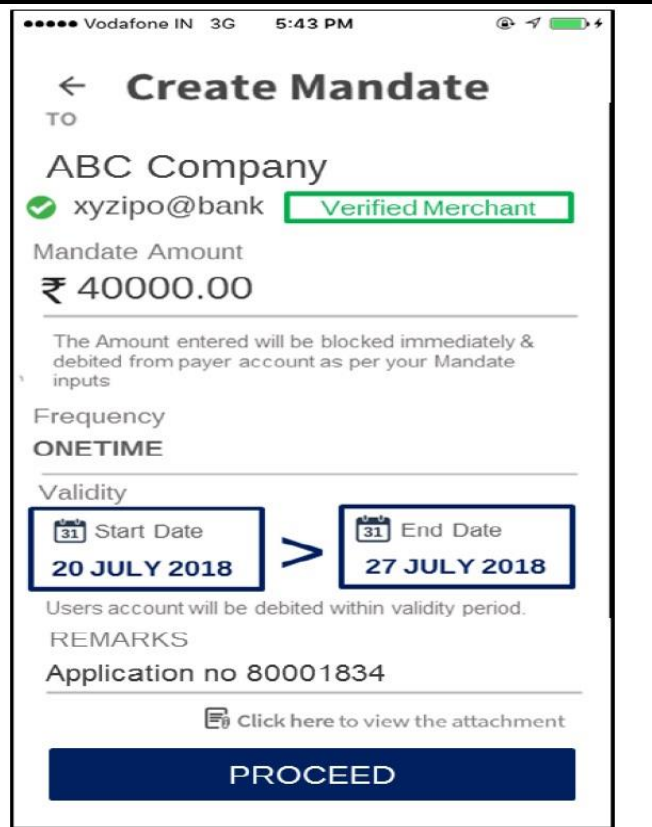 Vodafone IN 3G 5:43 PM
← Create Mandate
TO
ABC Company
xyzipo@bank Verified Merchant
Mandate Amount
₹ 40000.00
The Amount entered will be blocked immediately &
debited from payer account as per your Mandate
inputs
Frequency
ONETIME
Validity
31 Start Date 31 End Date
20 JULY 2018 > 27 JULY 2018
Users account will be debited within validity period.
REMARKS
Application no 80001834
Click here to view the attachment
PROCEED